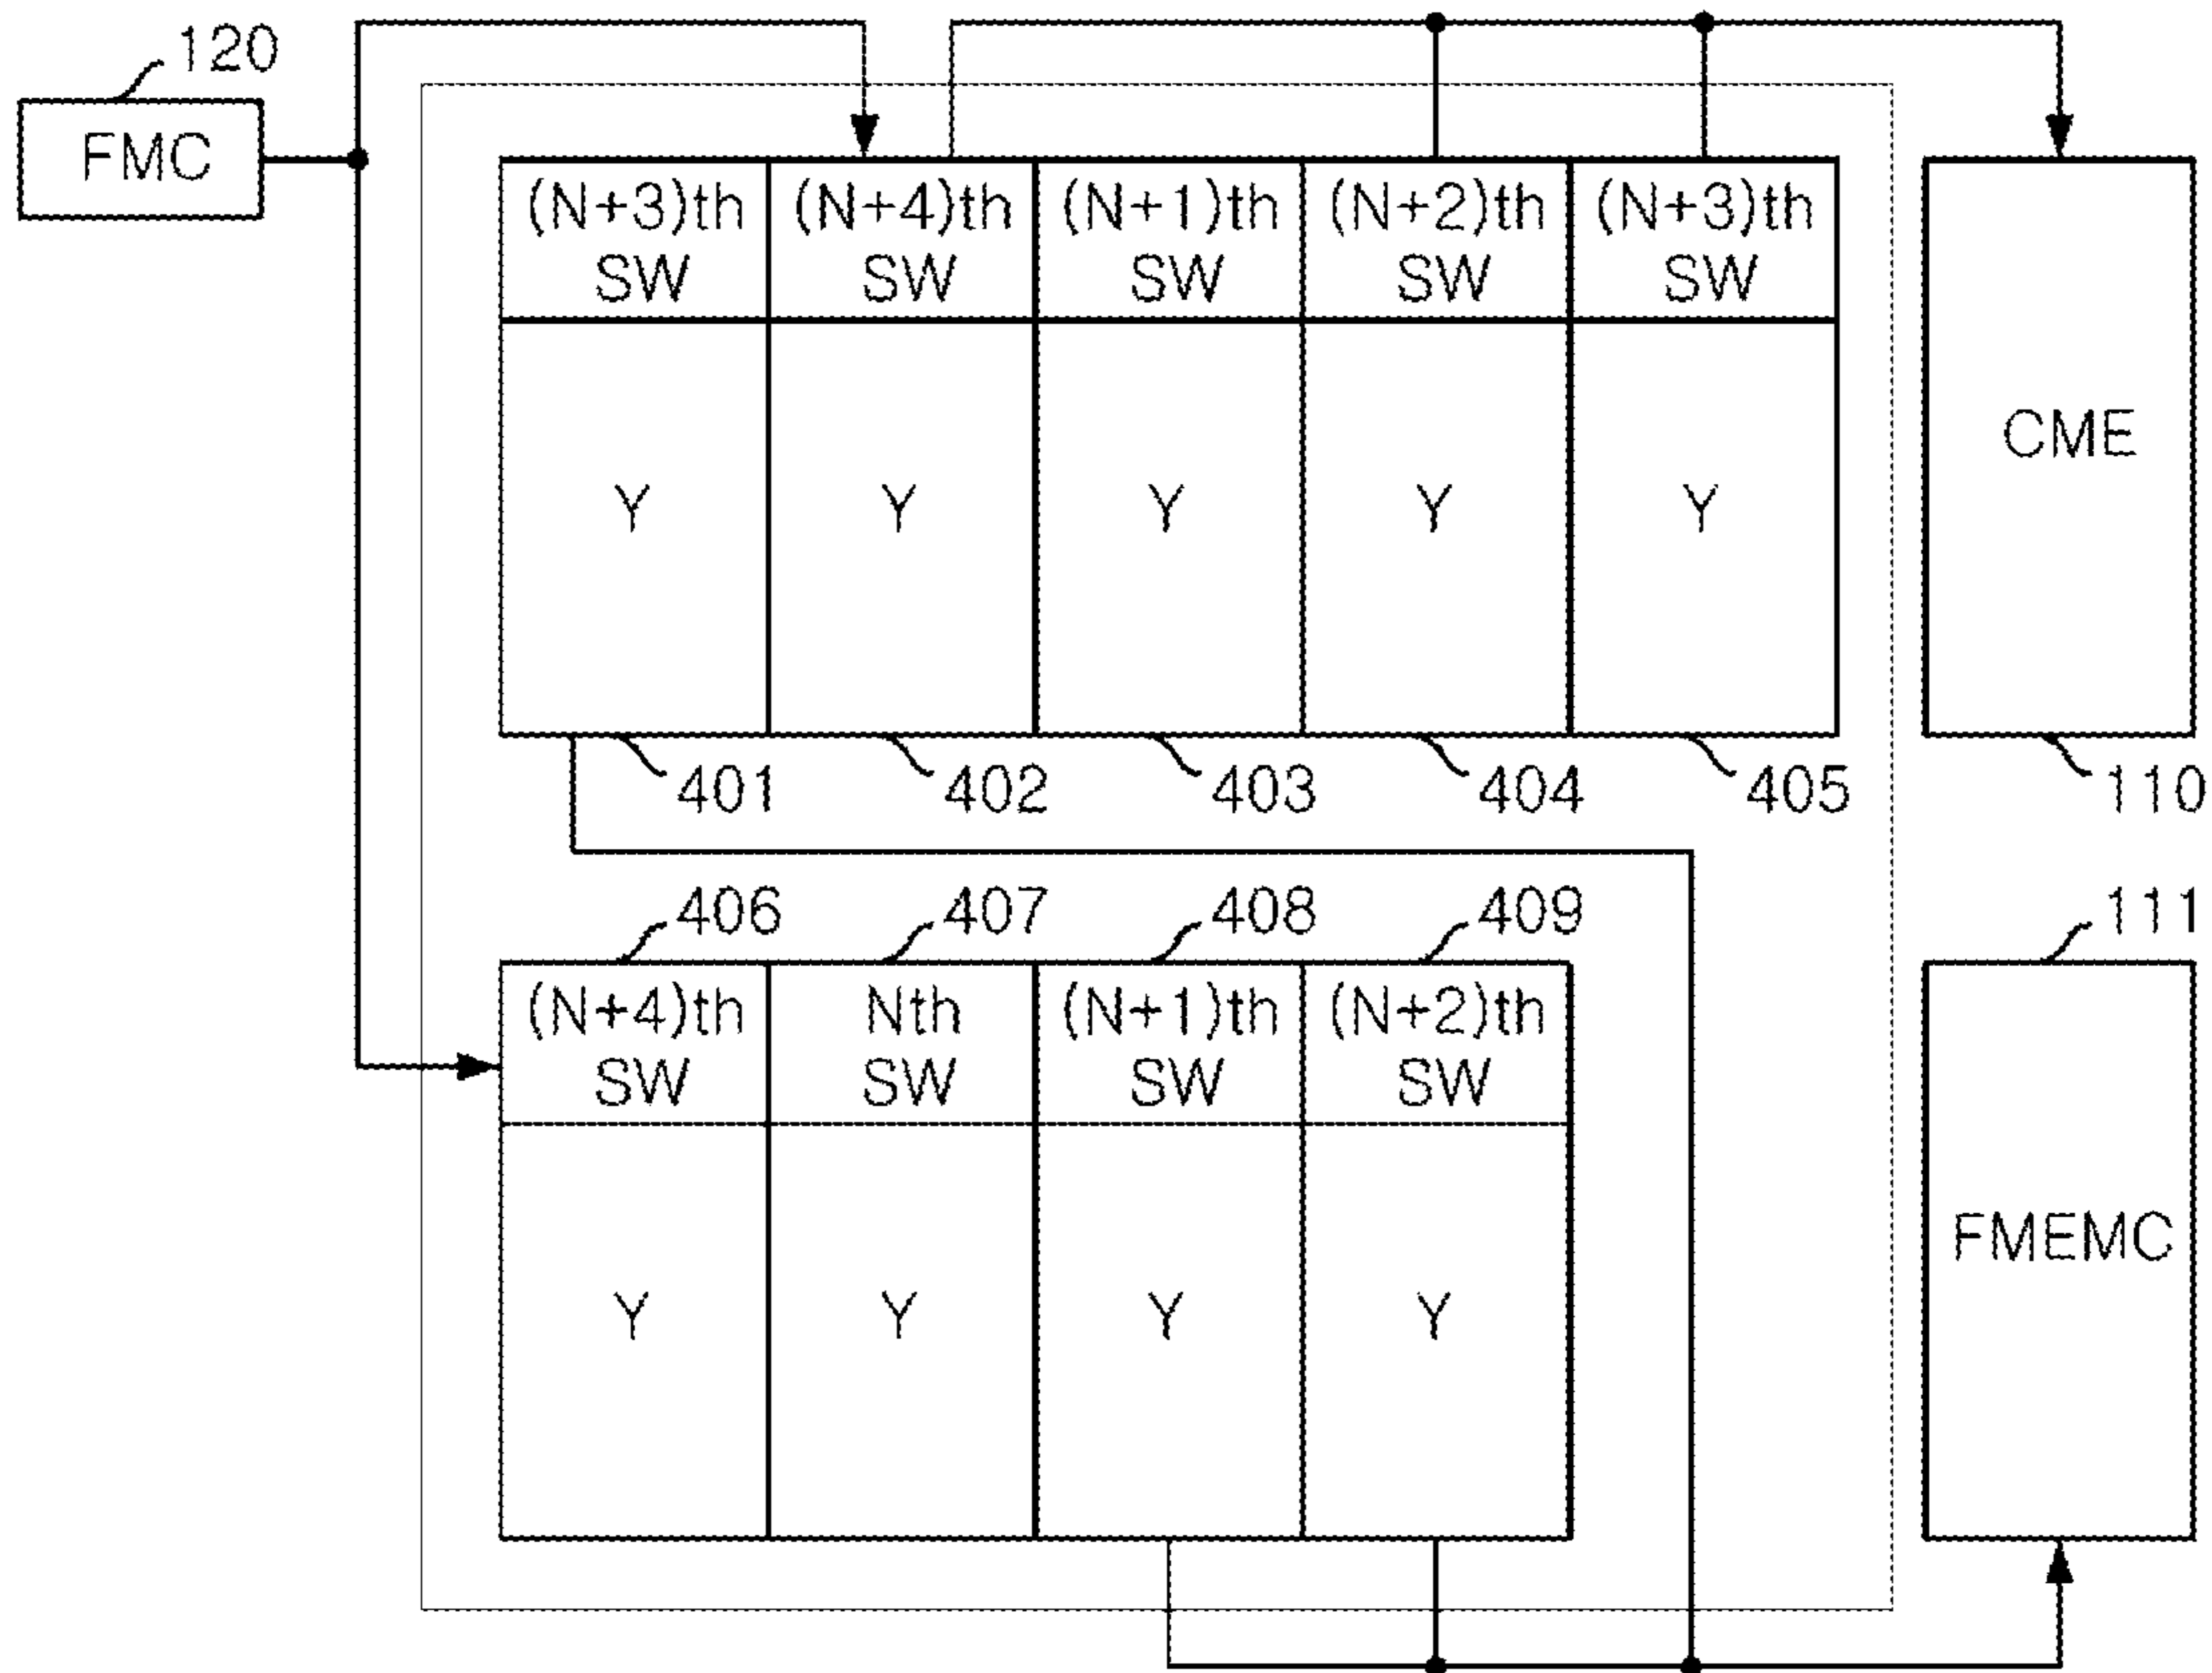 120
FMC
(N+3)th (N+4)th (N+1)th (N+2)th (N+3)th
SW SW SW SW SW
Y Y Y Y Y
CME
401 402 403 404 405 110
406 407 408 409 111
(N+4)th Nth (N+1)th (N+2)th
SW SW SW SW
Y Y Y Y
FMEMC